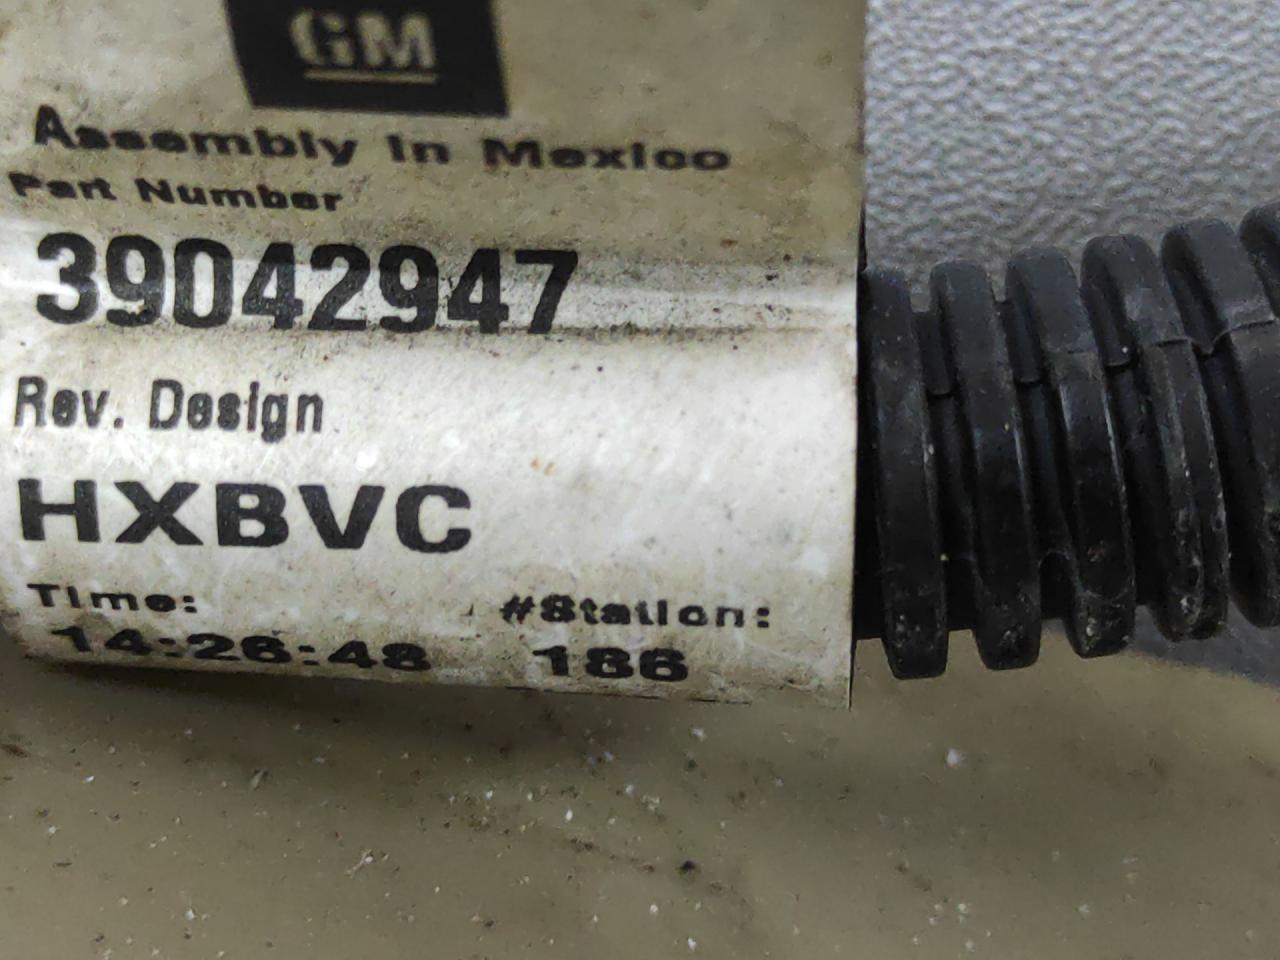 GM
Assembly in Mexico
Part Number
39042947
Rev. Design
HXBVC
Time: #Station:
14:26:48 186